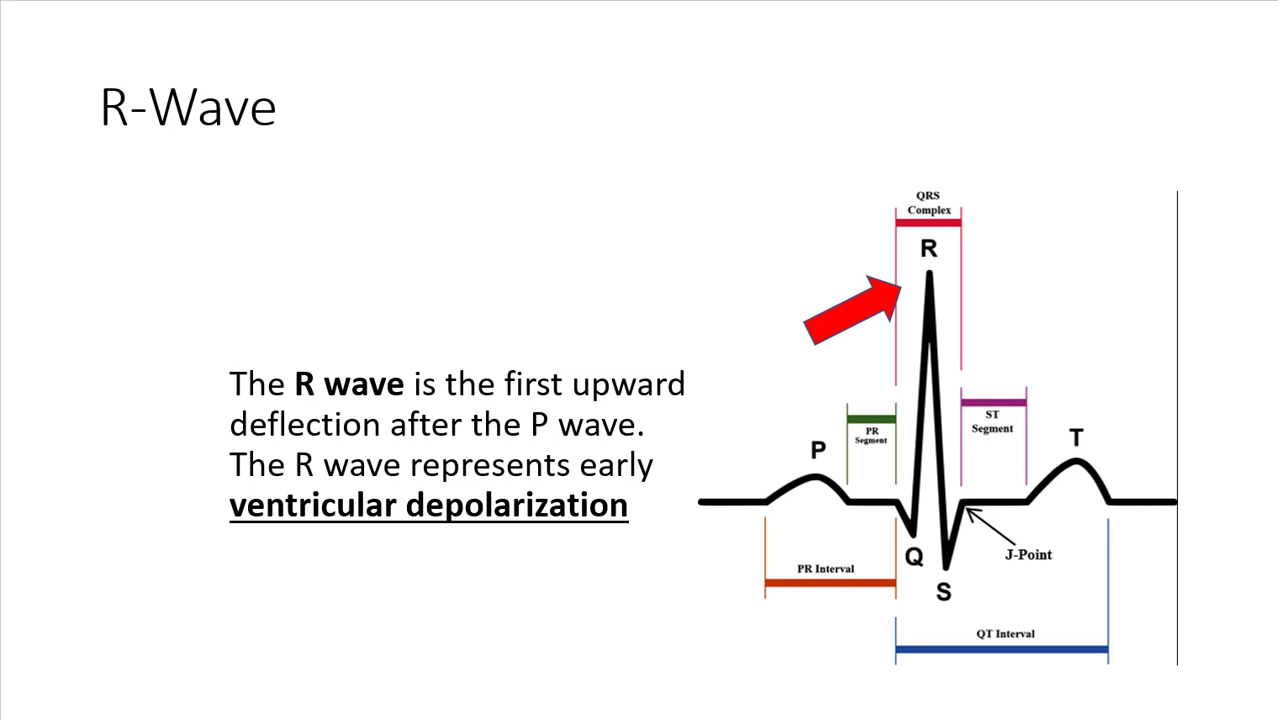 R-Wave
QRS
Complex
R
The R wave is the first upward
deflection after the P wave.
The R wave represents early
ventricular depolarization
P
PR
Segment
ST
Segment
T
Q
S
J-Point
PR Interval
QT Interval